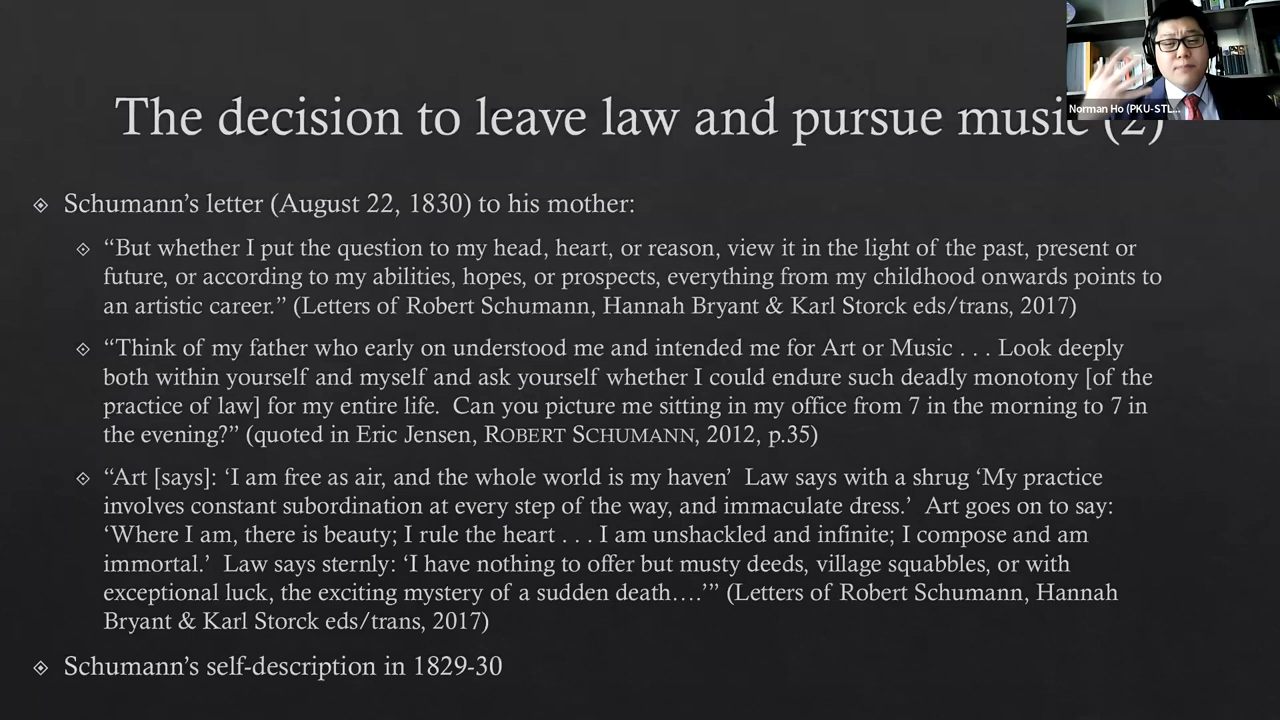 The decision to leave law and pursue music (2)
Norman Ho (PKU-STL...
Schumann’s letter (August 22, 1830) to his mother:
“But whether I put the question to my head, heart, or reason, view it in the light of the past, present or
future, or according to my abilities, hopes, or prospects, everything from my childhood onwards points to
an artistic career.” (Letters of Robert Schumann, Hannah Bryant & Karl Storck eds/trans, 2017)
“Think of my father who early on understood me and intended me for Art or Music . . . Look deeply
both within yourself and myself and ask yourself whether I could endure such deadly monotony [of the
practice of law] for my entire life.  Can you picture me sitting in my office from 7 in the morning to 7 in
the evening?” (quoted in Eric Jensen, ROBERT SCHUMANN, 2012, p.35)
“Art [says]: ‘I am free as air, and the whole world is my haven’  Law says with a shrug ‘My practice
involves constant subordination at every step of the way, and immaculate dress.’  Art goes on to say:
‘Where I am, there is beauty; I rule the heart . . . I am unshackled and infinite; I compose and am
immortal.’  Law says sternly: ‘I have nothing to offer but musty deeds, village squabbles, or with
exceptional luck, the exciting mystery of a sudden death….’” (Letters of Robert Schumann, Hannah
Bryant & Karl Storck eds/trans, 2017)
Schumann’s self-description in 1829-30